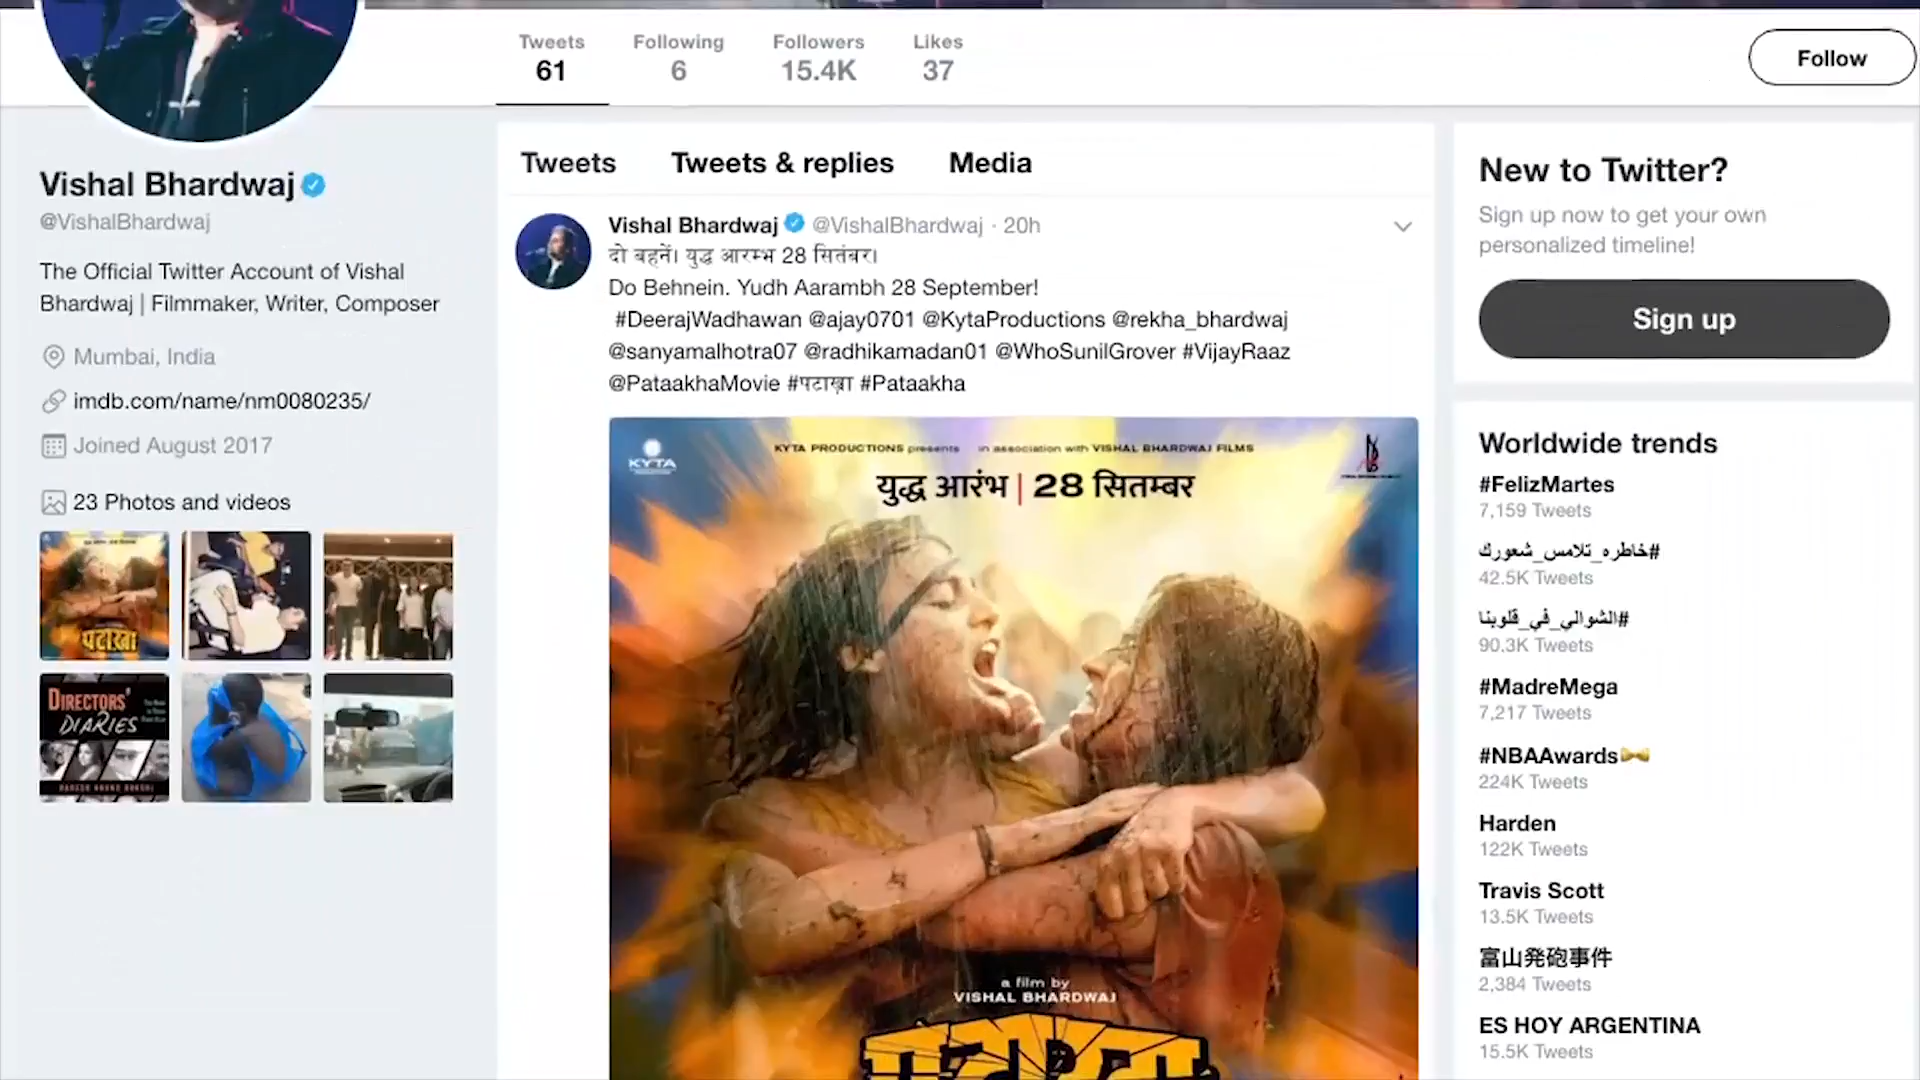 Tweets
61
Following
6
Followers
15.4K
Likes
37
Follow
Vishal Bhardwaj
@VishalBhardwaj
The Official Twitter Account of Vishal
Bhardwaj | Filmmaker, Writer, Composer
Mumbai, India
imdb.com/name/nm0080235/
Joined August 2017
23 Photos and videos
पटाख़ा
DIRECTORS'
DIARIES
Tweets Tweets & replies Media
Vishal Bhardwaj @VishalBhardwaj · 20h
दो बहनें। युद्ध आरम्भ 28 सितंबर।
Do Behnein. Yudh Aarambh 28 September!
#DeerajWadhawan @ajay0701 @KytaProductions @rekha_bhardwaj
@sanyamalhotra07 @radhikamadan01 @WhoSunilGrover #VijayRaaz
@PataakhaMovie #पटाख़ा #Pataakha
KYTA
KYTA PRODUCTIONS presents in association with VISHAL BHARDWAJ FILMS
युद्ध आरंभ | 28 सितम्बर
a film by
VISHAL BHARDWAJ
New to Twitter?
Sign up now to get your own
personalized timeline!
Sign up
Worldwide trends
#FelizMartes
7,159 Tweets
#خاطره_تلامس_شعورك
42.5K Tweets
#الشوالي_في_قلوبنا
90.3K Tweets
#MadreMega
7,217 Tweets
#NBAAwards
224K Tweets
Harden
122K Tweets
Travis Scott
13.5K Tweets
富山発砲事件
2,384 Tweets
ES HOY ARGENTINA
15.5K Tweets